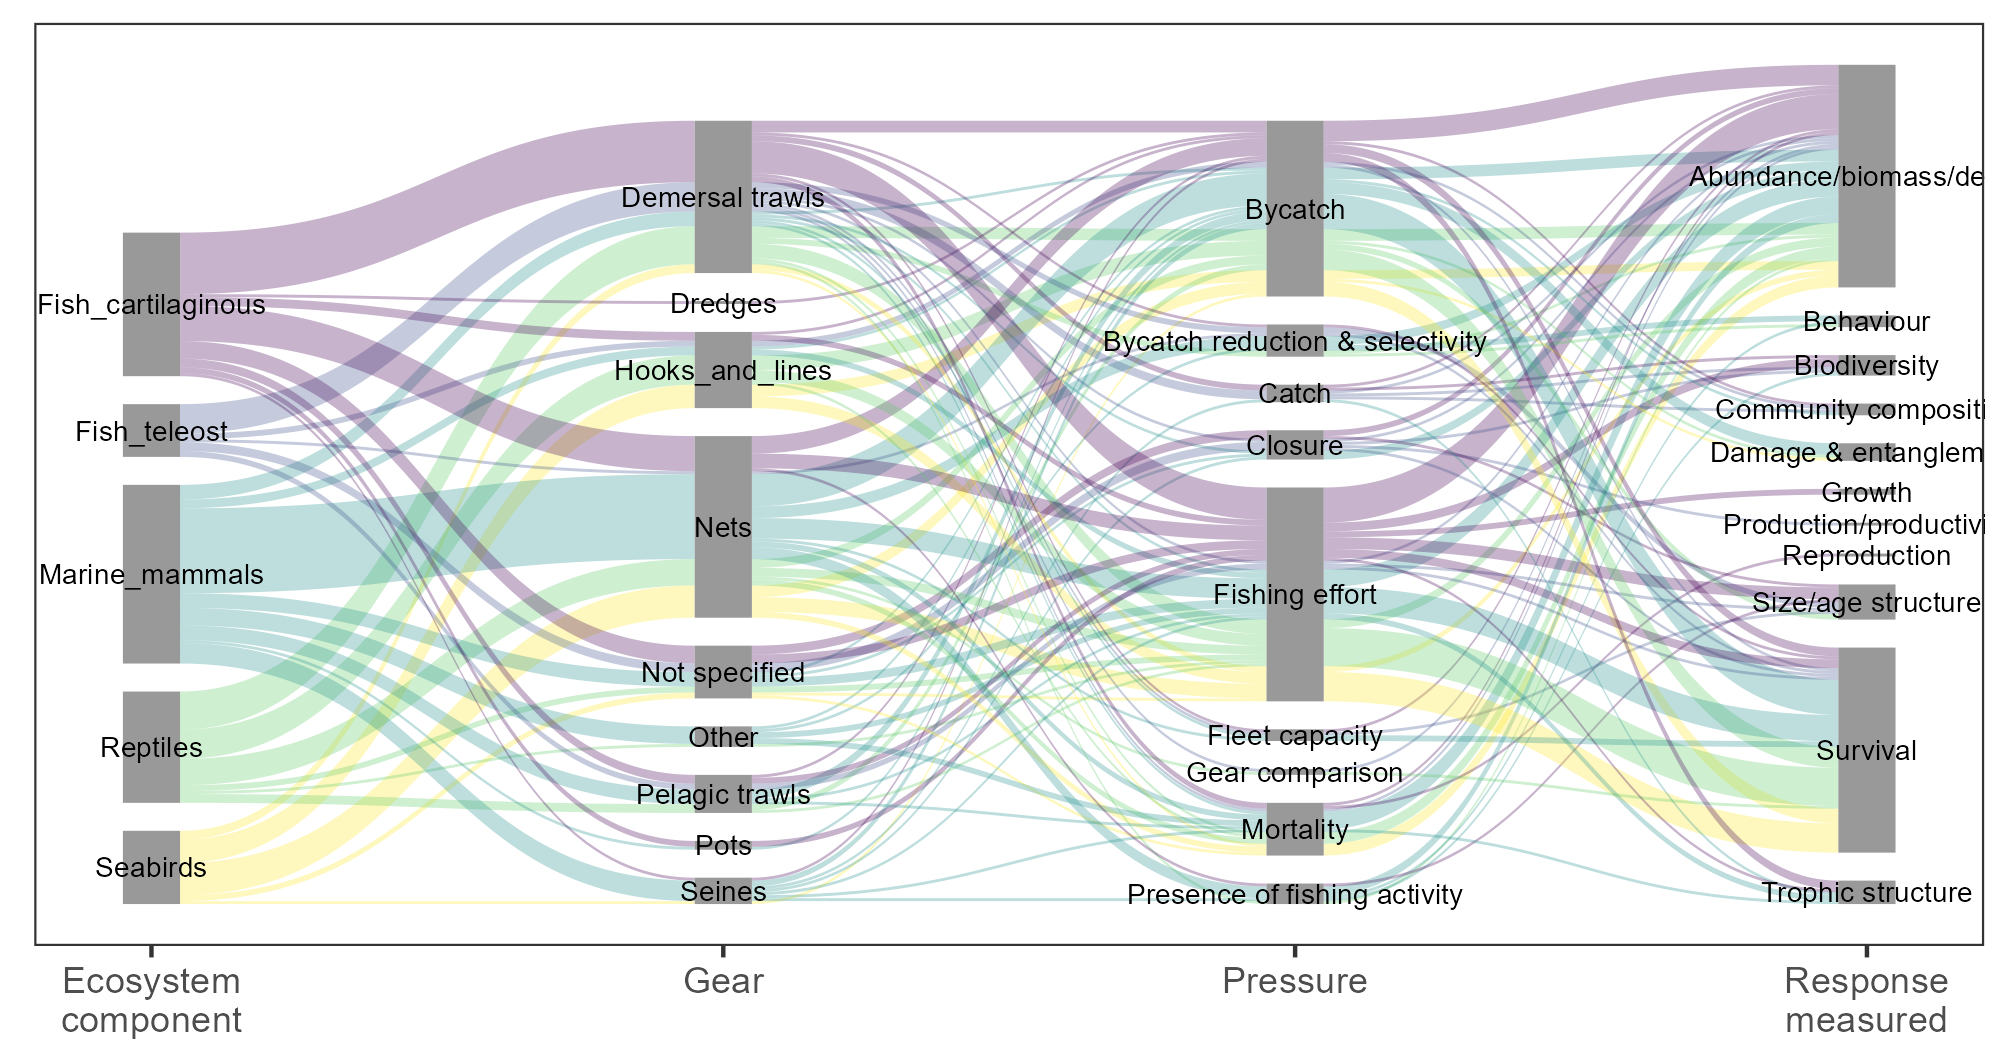 Fish_cartilaginous
Fish_teleost
Marine_mammals
Reptiles
Seabirds
Demersal trawls
Dredges
Hooks_and_lines
Nets
Not specified
Other
Pelagic trawls
Pots
Seines
Bycatch
Bycatch reduction & selectivity
Catch
Closure
Fishing effort
Fleet capacity
Gear comparison
Mortality
Presence of fishing activity
Abundance/biomass/de
Behaviour
Biodiversity
Community compositi
Damage & entanglem
Growth
Production/productivi
Reproduction
Size/age structure
Survival
Trophic structure
Ecosystem
component
Gear
Pressure
Response
measured